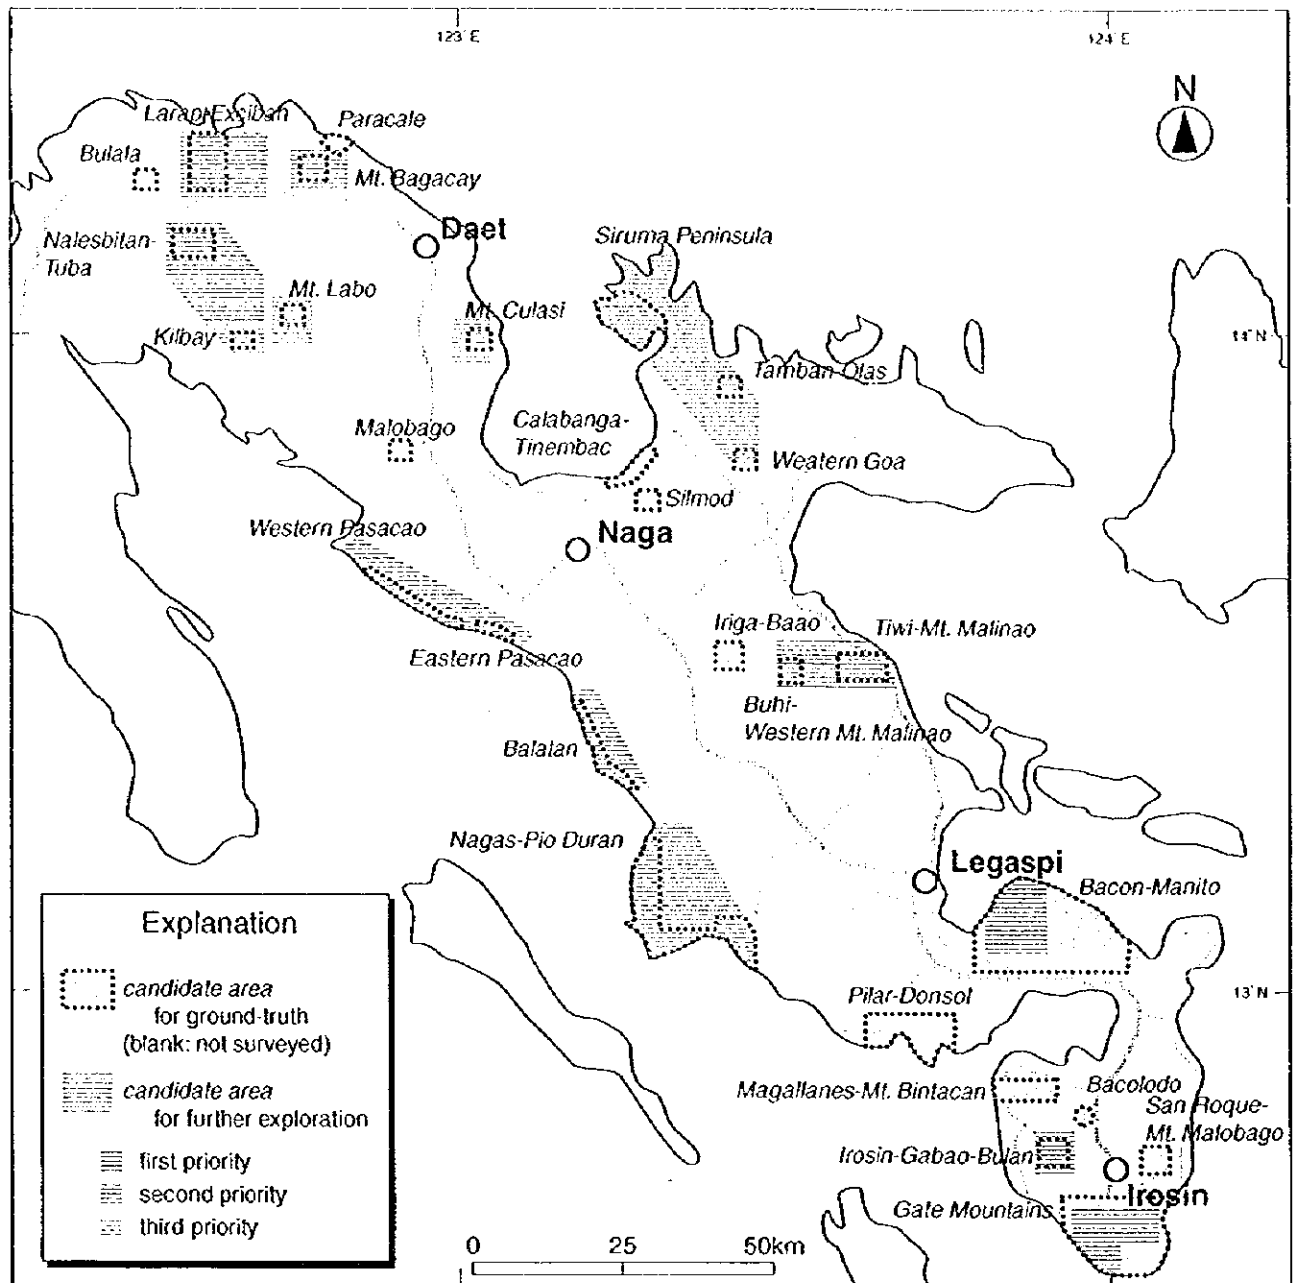 123°E
124°E
N
Larap-Exciban
Paracale
Bulala
Mt. Bagacay
Daet
Siruma Peninsula
Nalesbitan-
Tuba
Mt. Labo
Mt. Culasi
Kilbay
14°N
Tamban-Olas
Malobago
Calabanga-
Tinembac
Weatern Goa
Silmod
Western Pasacao
Naga
Iriga-Baao
Tiwi-Mt. Malinao
Eastern Pasacao
Buhi-
Western Mt. Malinao
Balatan
Nagas-Pio Duran
Legaspi
Bacon-Manito
Explanation
candidate area
for ground-truth
(blank: not surveyed)
candidate area
for further exploration
first priority
second priority
third priority
13°N
Pilar-Donsol
Magallanes-Mt. Bintacan
Bacolodo
San Roque-
Mt. Malobago
Irosin-Gabao-Bulan
Irosin
Gate Mountains
0 25 50km